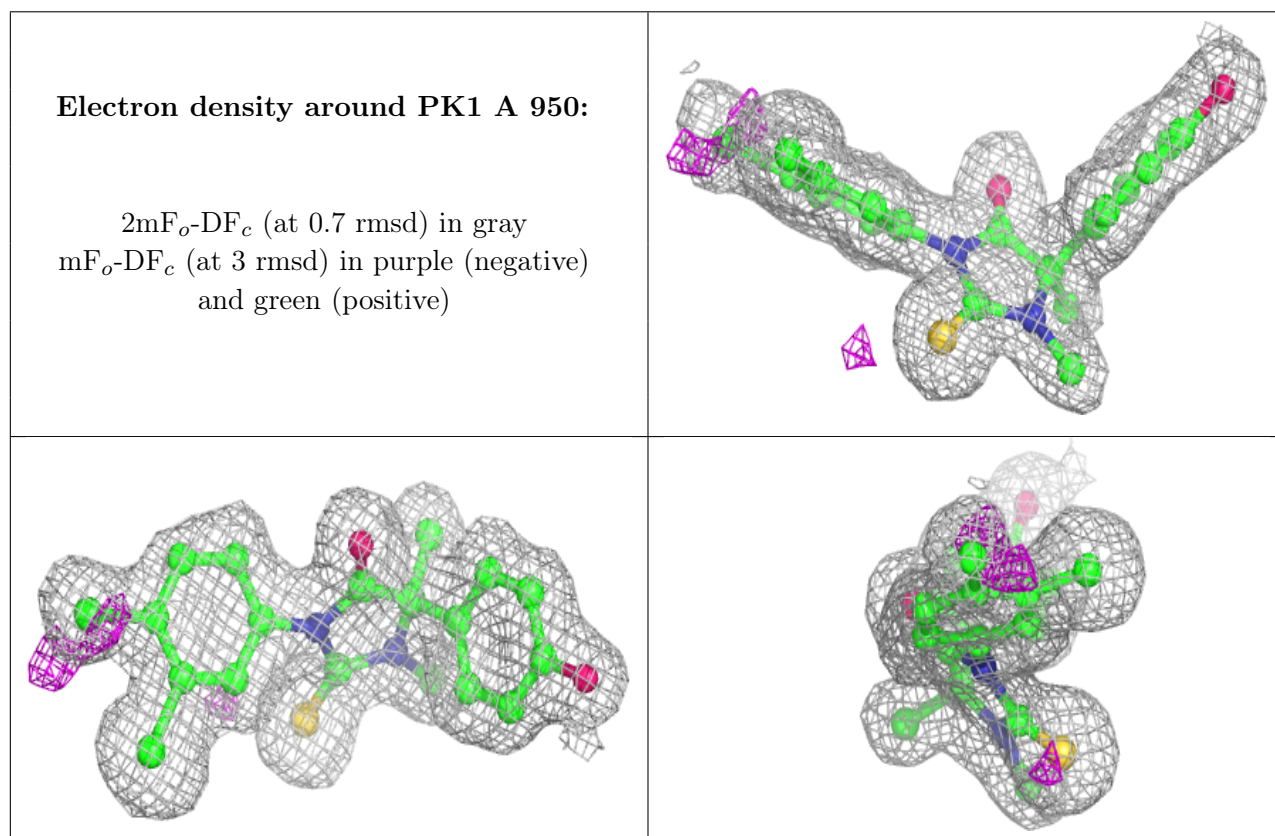 Electron density around PK1 A 950:
2mFo-DFc (at 0.7 rmsd) in gray
mFo-DFc (at 3 rmsd) in purple (negative)
and green (positive)